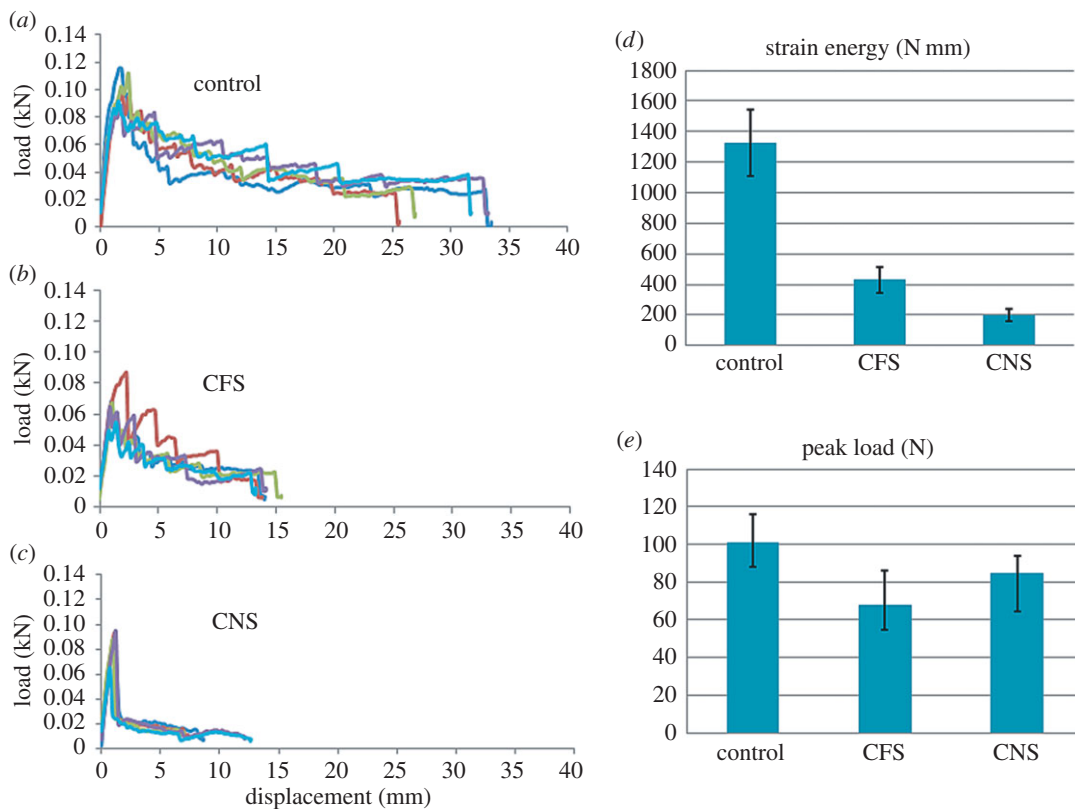 (a)
0.14
0.12
0.10
0.08
0.06
0.04
0.02
0
load (kN)
control
0 5 10 15 20 25 30 35 40
(b)
0.14
0.12
0.10
0.08
0.06
0.04
0.02
0
load (kN)
CFS
0 5 10 15 20 25 30 35 40
(c)
0.14
0.12
0.10
0.08
0.06
0.04
0.02
0
load (kN)
CNS
0 5 10 15 20 25 30 35 40
displacement (mm)
(d)
strain energy (N mm)
1800
1600
1400
1200
1000
800
600
400
200
0
control CFS CNS
(e)
peak load (N)
140
120
100
80
60
40
20
0
control CFS CNS